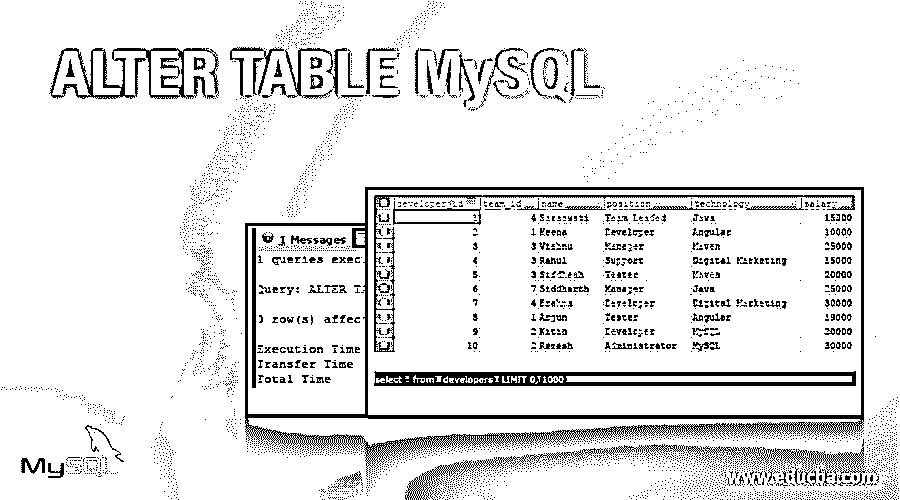 ALTER TABLE MySQL
developer_id team_id name position technology salary
1 4 Saraswati Team Leaded Java 15000
2 1 Heena Developer Angular 10000
3 3 Vishnu Manager Maven 25000
4 3 Rahul Support Digital Marketing 15000
5 3 Siddhesh Tester Maven 20000
6 7 Siddharth Manager Java 25000
7 4 Brahma Developer Digital Marketing 30000
8 1 Arjun Tester Angular 19000
9 2 Nitin Developer MySQL 20000
10 2 Ramesh Administrator MySQL 30000
select * from developers LIMIT 0, 1000
1 Messages
1 queries exec
Query: ALTER TA
0 row(s) affec
Execution Time
Transfer Time
Total Time
MySQL
www.educba.com